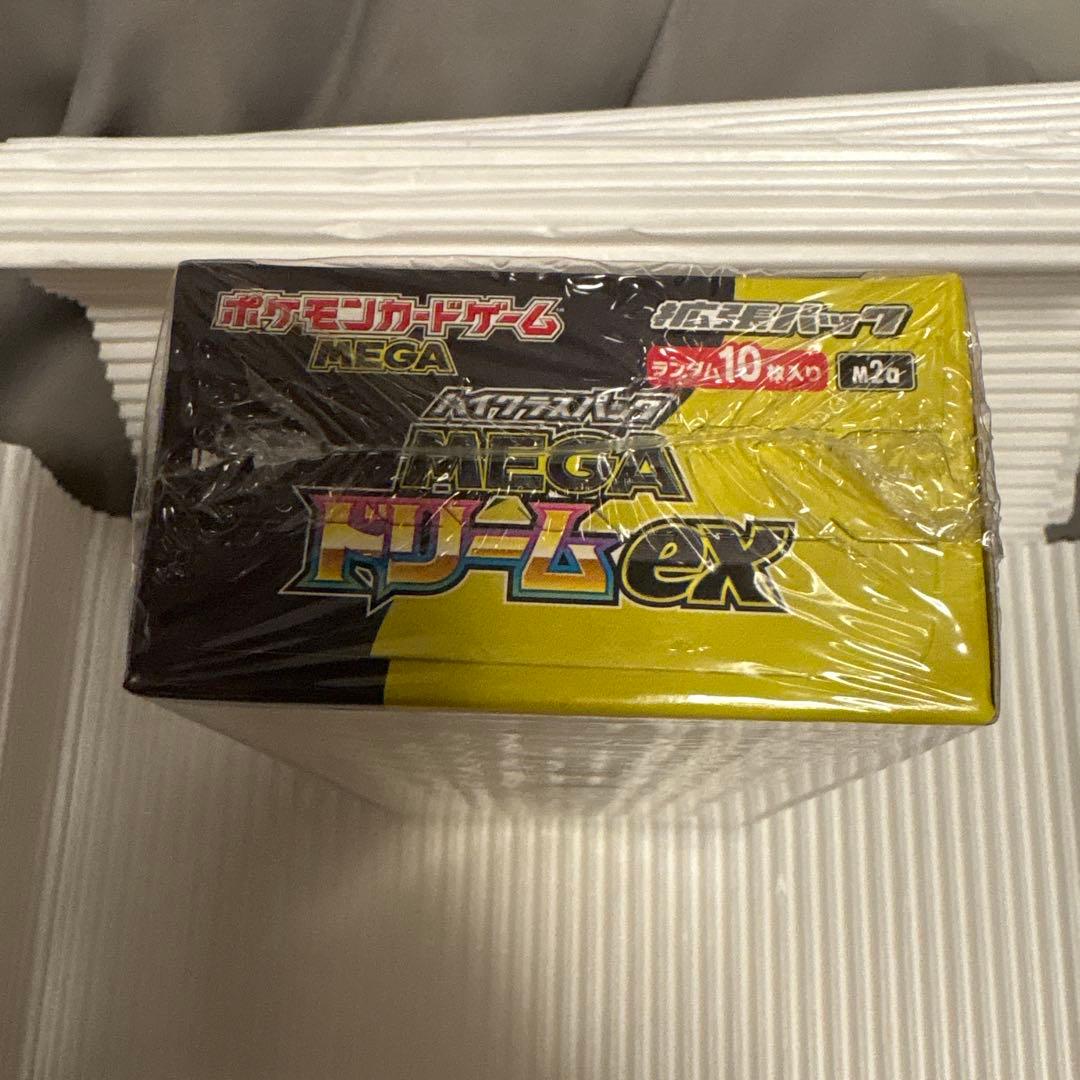 ポケモンカードゲーム
MEGA
拡張パック
ランダム10枚入り
M2a
ハイクラスパック
MEGA
ドリームex